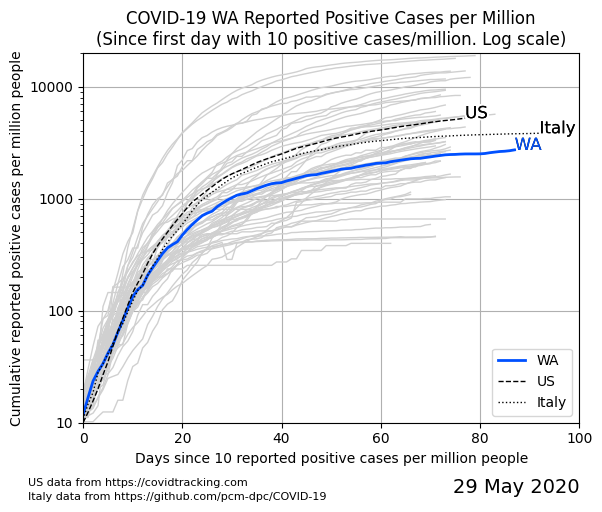 COVID-19 WA Reported Positive Cases per Million
(Since first day with 10 positive cases/million. Log scale)
Cumulative reported positive cases per million people
10000
1000
100
10
US
Italy
WA
WA
US
Italy
0
20
40
60
80
100
Days since 10 reported positive cases per million people
US data from https://covidtracking.com
Italy data from https://github.com/pcm-dpc/COVID-19
29 May 2020